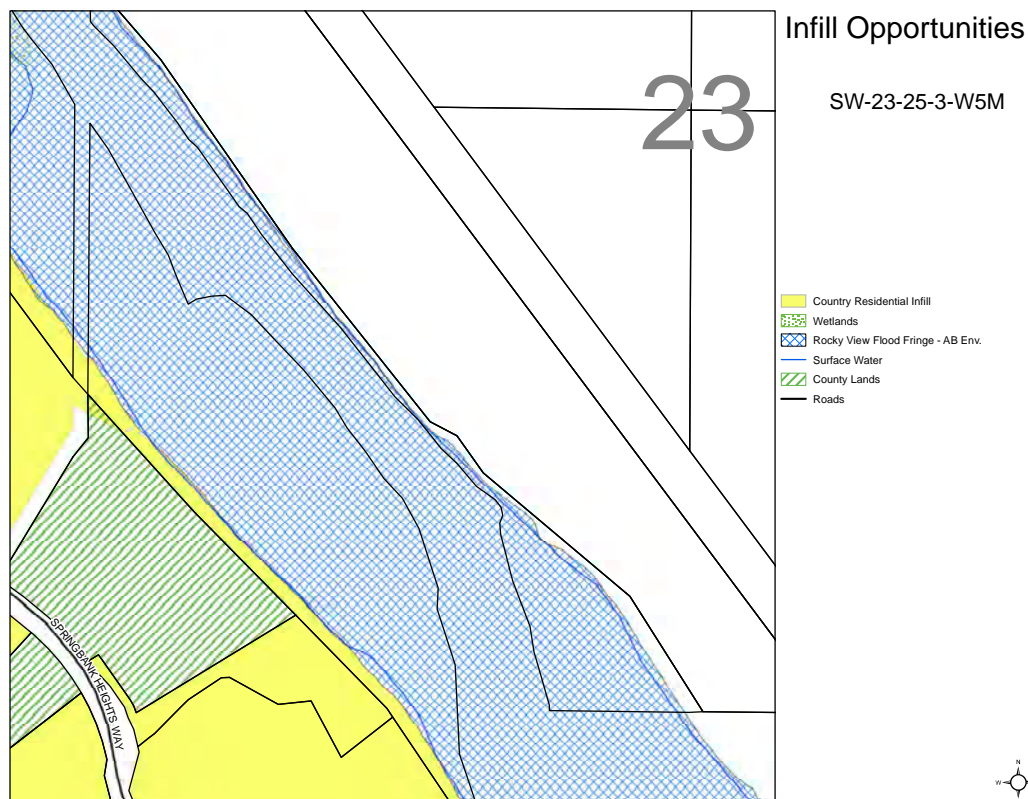 Infill Opportunities
SW-23-25-3-W5M
23
Country Residential Infill
Wetlands
Rocky View Flood Fringe - AB Env.
Surface Water
County Lands
Roads
SPRINGBANK HEIGHTS WAY
N
W